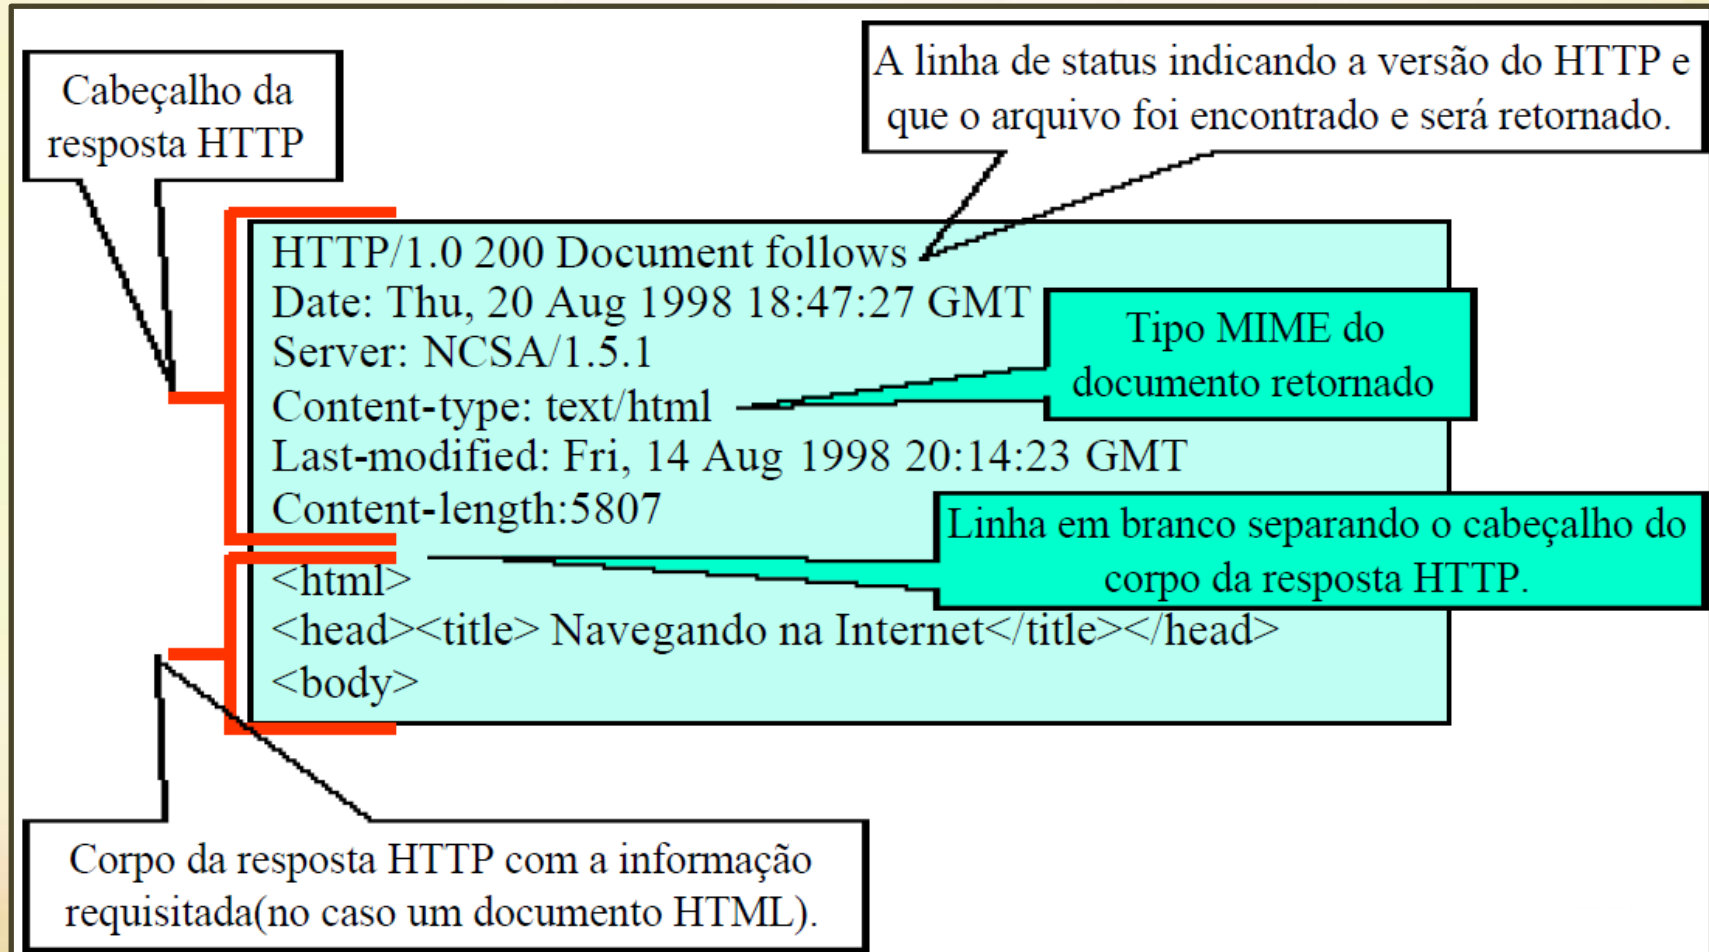 Cabeçalho da
resposta HTTP
A linha de status indicando a versão do HTTP e
que o arquivo foi encontrado e será retornado.
HTTP/1.0 200 Document follows
Date: Thu, 20 Aug 1998 18:47:27 GMT
Server: NCSA/1.5.1
Content-type: text/html
Last-modified: Fri, 14 Aug 1998 20:14:23 GMT
Content-length:5807
Tipo MIME do
documento retornado
Linha em branco separando o cabeçalho do
corpo da resposta HTTP.
<html>
<head><title> Navegando na Internet</title></head>
<body>
Corpo da resposta HTTP com a informação
requisitada(no caso um documento HTML).